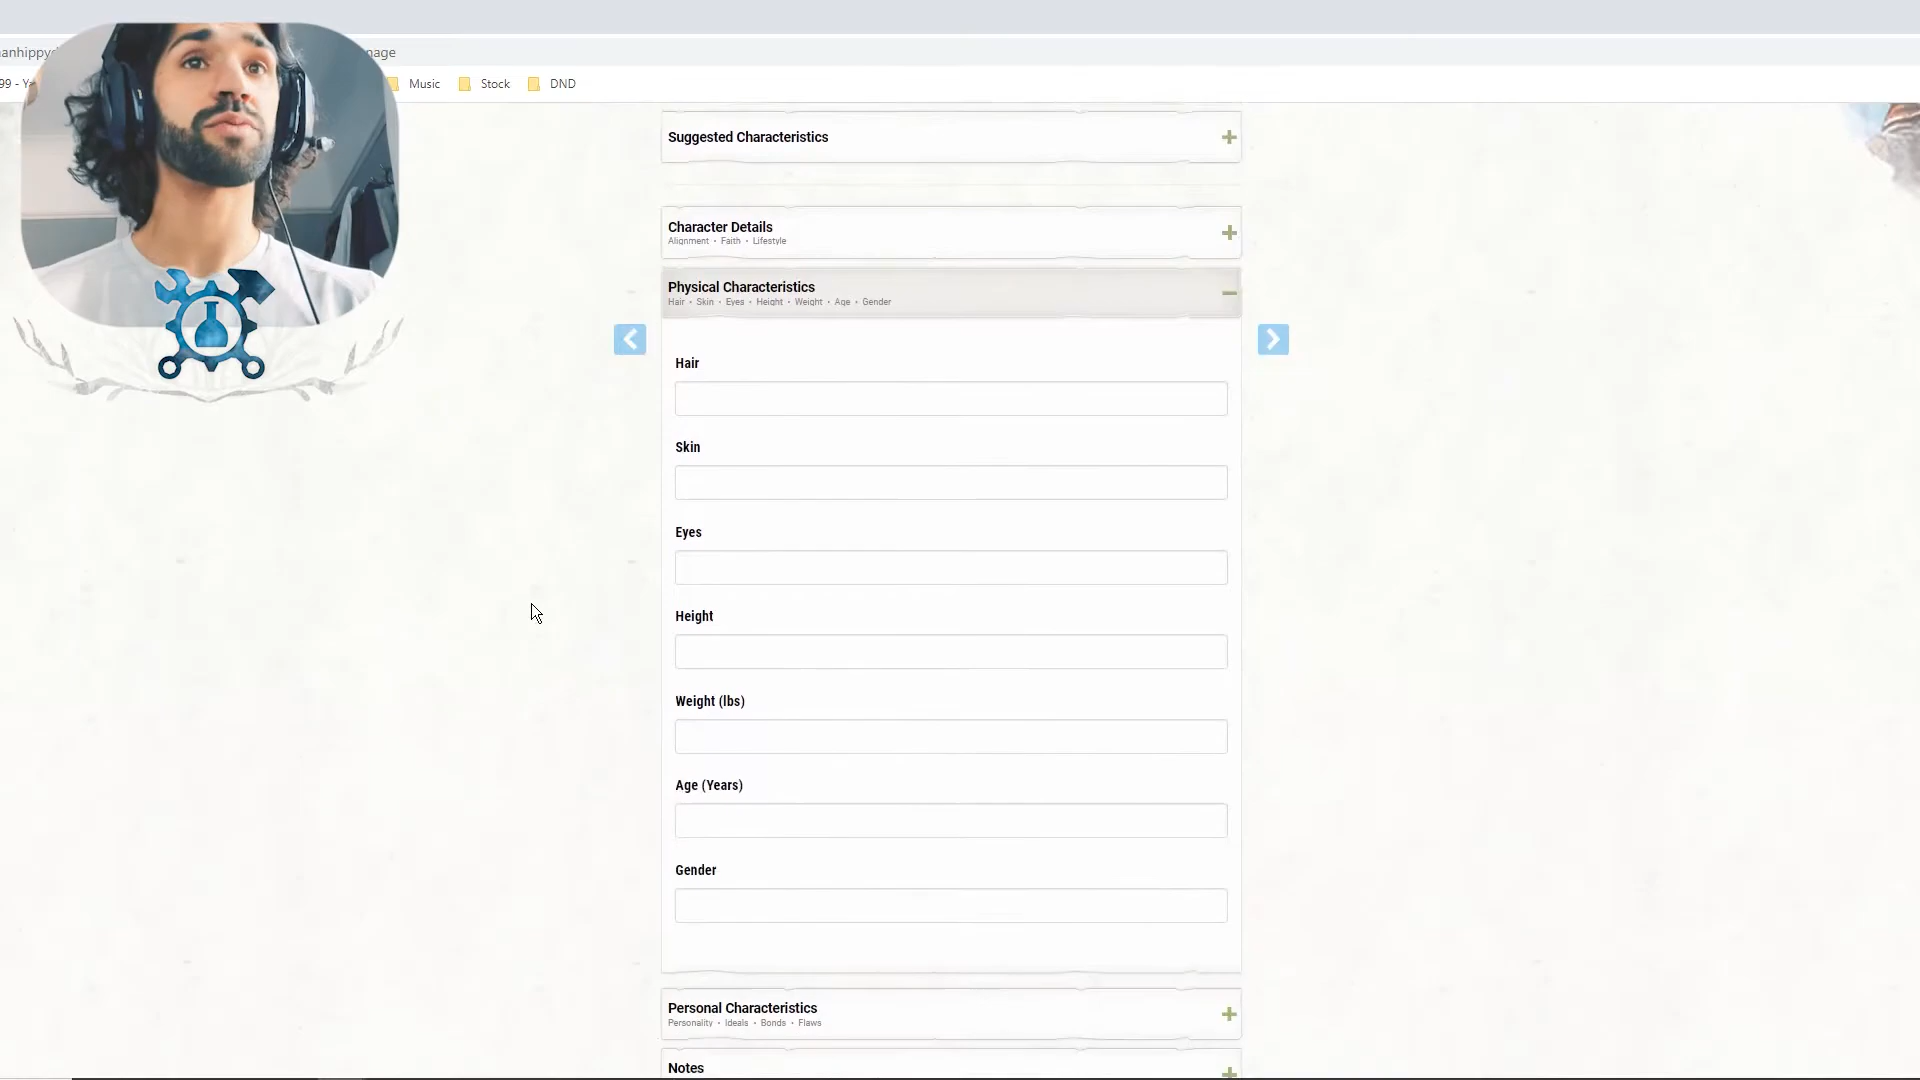 nage
99 - Y
Music
Stock
DND
Suggested Characteristics
Character Details
Alignment • Faith • Lifestyle
Physical Characteristics
Hair • Skin • Eyes • Height • Weight • Age • Gender
Hair
Skin
Eyes
Height
Weight (lbs)
Age (Years)
Gender
Personal Characteristics
Personality • Ideals • Bonds • Flaws
Notes